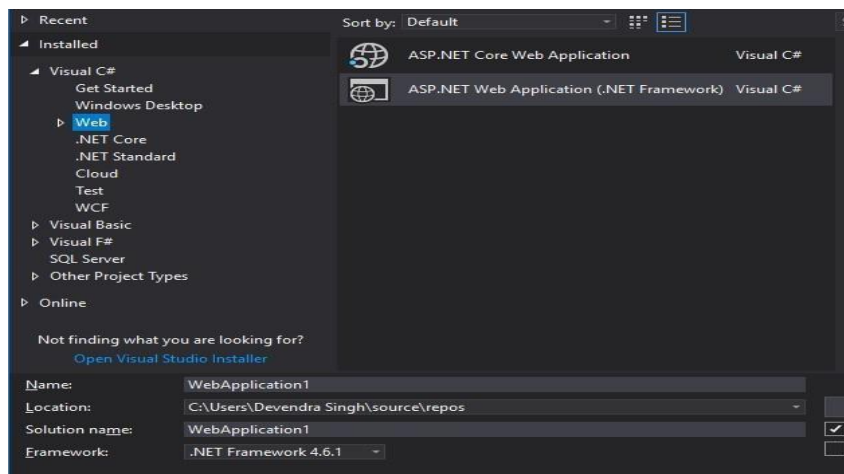 Recent
Installed
Visual C#
Get Started
Windows Desktop
Web
.NET Core
.NET Standard
Cloud
Test
WCF
Visual Basic
Visual F#
SQL Server
Other Project Types
Online
Not finding what you are looking for?
Open Visual Studio Installer
Sort by: Default
ASP.NET Core Web Application Visual C#
ASP.NET Web Application (.NET Framework) Visual C#
Name: WebApplication1
Location: C:\Users\Devendra Singh\source\repos
Solution name: WebApplication1
Framework: .NET Framework 4.6.1